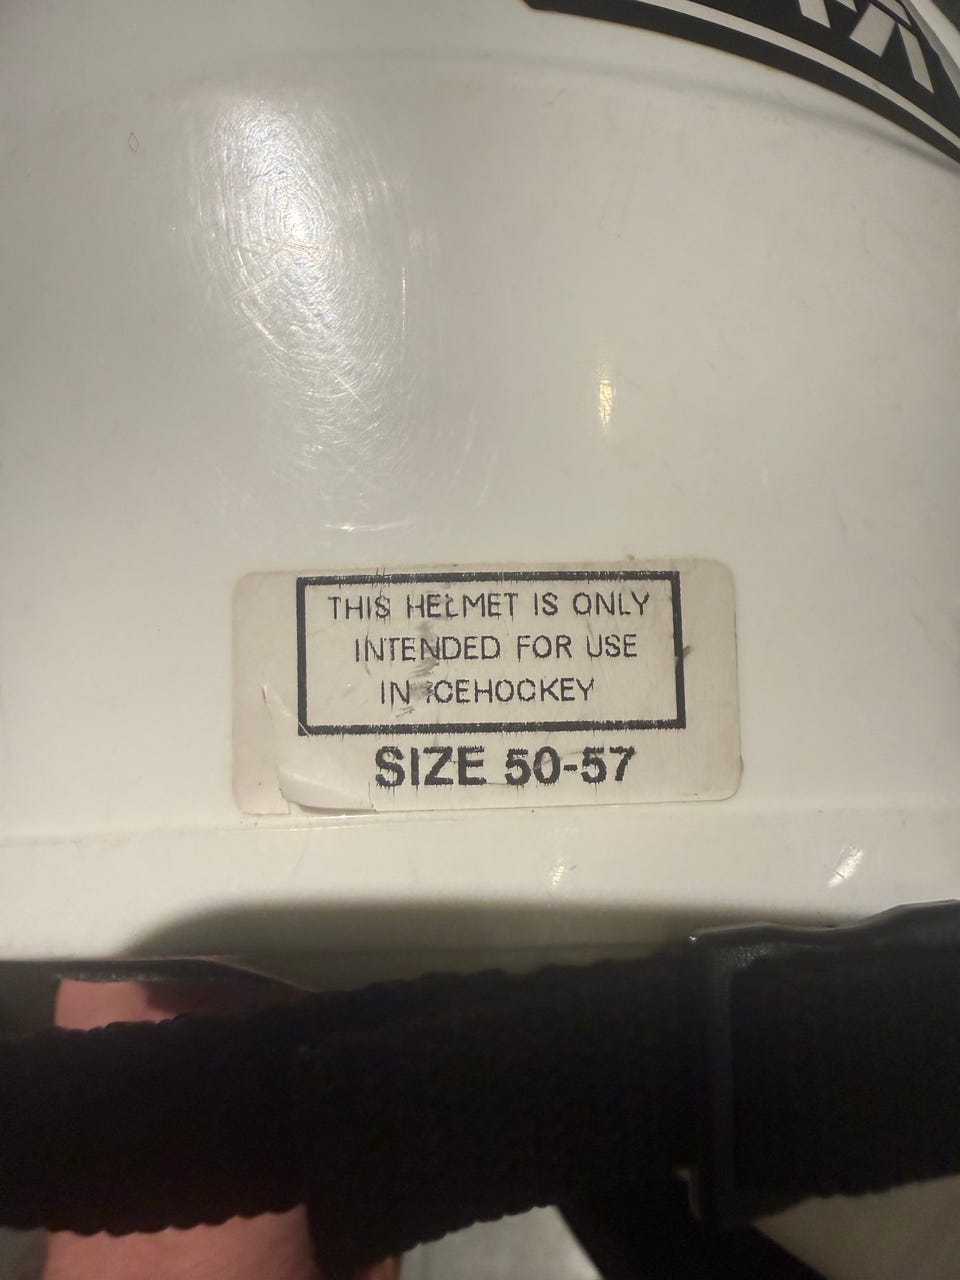 THIS HELMET IS ONLY
INTENDED FOR USE
IN ICEHOCKEY
SIZE 50-57